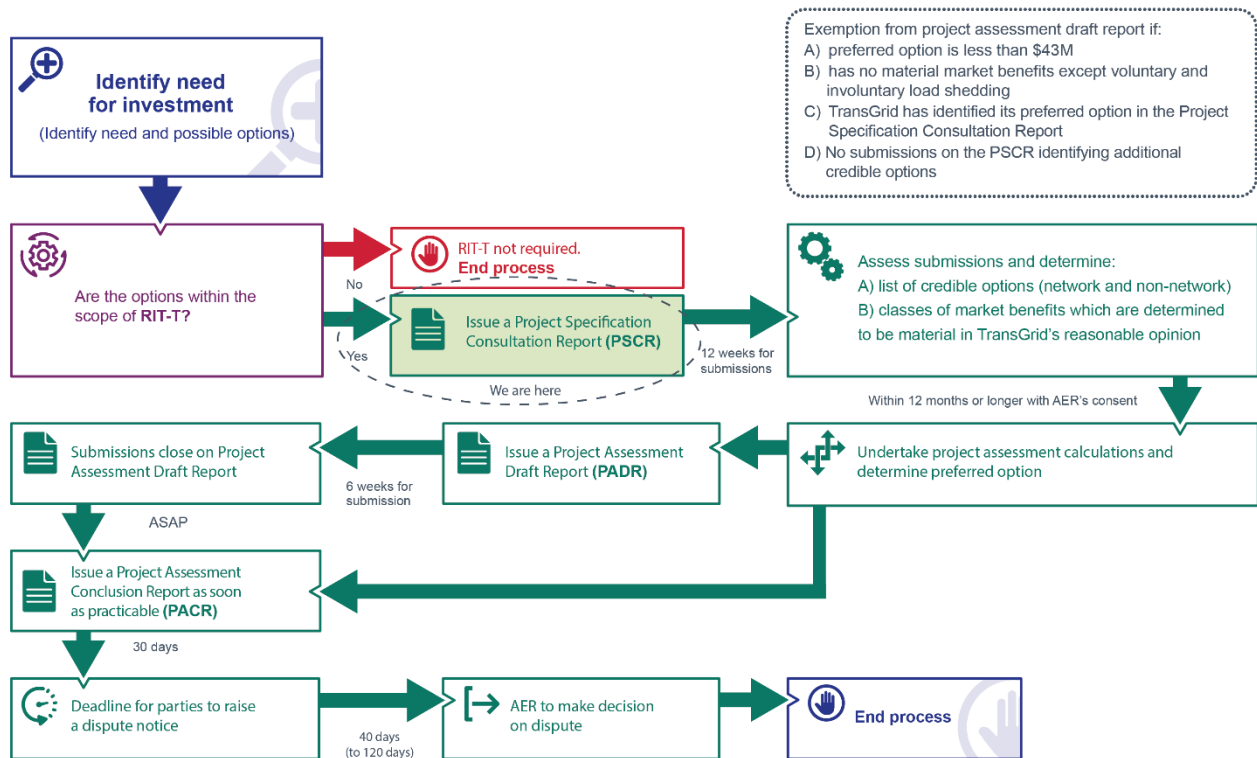 Identify need
for investment
(Identify need and possible options)
Exemption from project assessment draft report if:
A) preferred option is less than $43M
B) has no material market benefits except voluntary and
involuntary load shedding
C) TransGrid has identified its preferred option in the Project
Specification Consultation Report
D) No submissions on the PSCR identifying additional
credible options
Are the options within the
scope of RIT-T?
No
RIT-T not required.
End process
Yes
Issue a Project Specification
Consultation Report (PSCR)
We are here
12 weeks for
submissions
Assess submissions and determine:
A) list of credible options (network and non-network)
B) classes of market benefits which are determined
to be material in TransGrid's reasonable opinion
Within 12 months or longer with AER's consent
Undertake project assessment calculations and
determine preferred option
Issue a Project Assessment
Draft Report (PADR)
6 weeks for
submission
Submissions close on Project
Assessment Draft Report
ASAP
Issue a Project Assessment
Conclusion Report as soon
as practicable (PACR)
30 days
Deadline for parties to raise
a dispute notice
40 days
(to 120 days)
AER to make decision
on dispute
End process